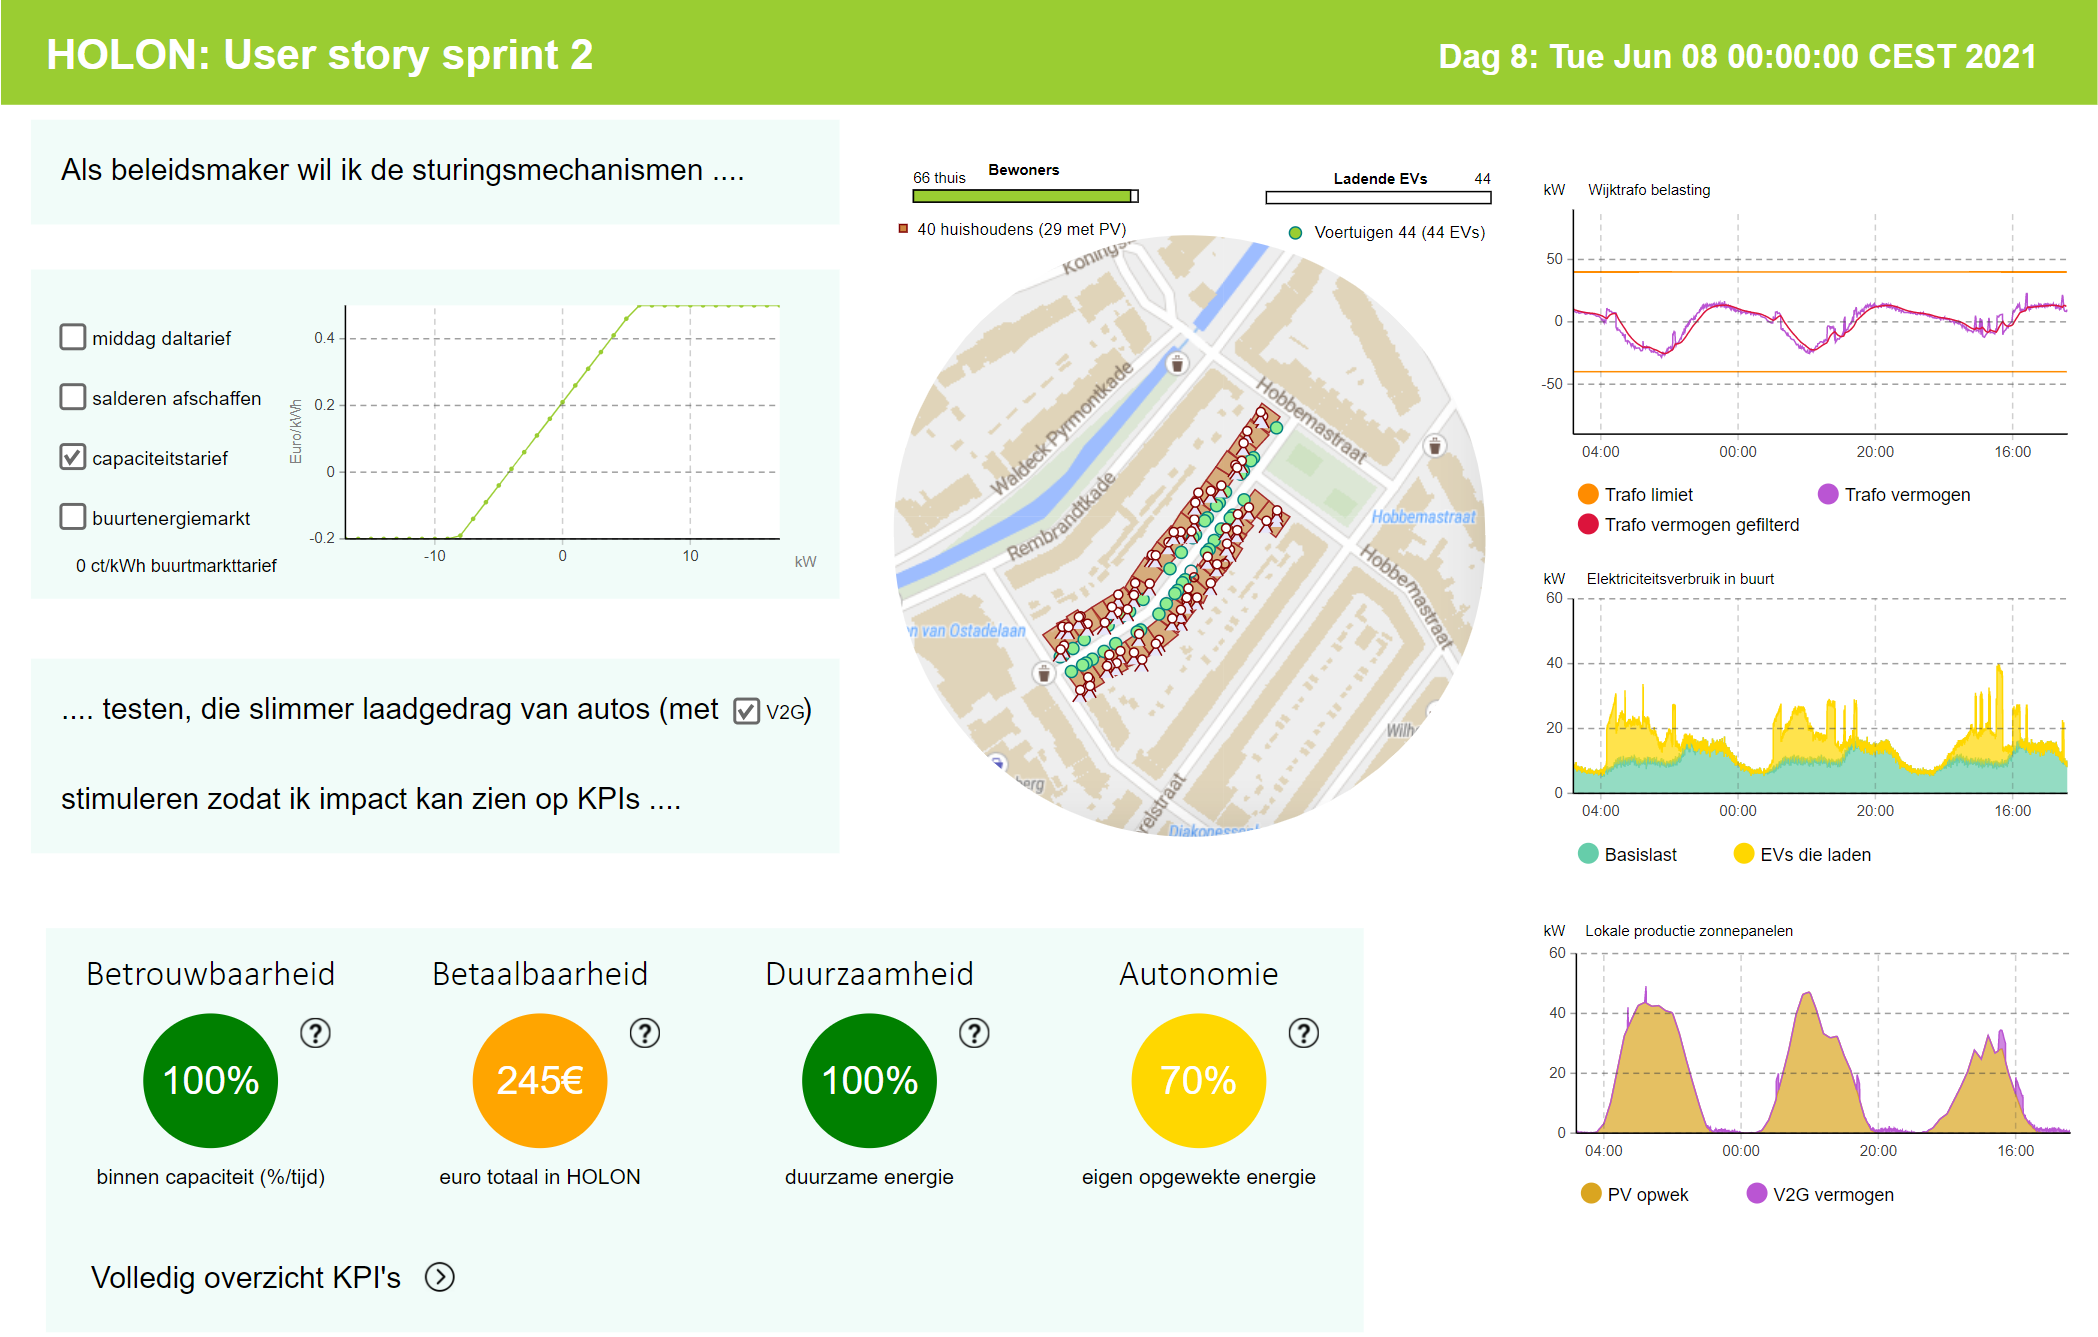 HOLON: User story sprint 2
Dag 8: Tue Jun 08 00:00:00 CEST 2021
Als beleidsmaker wil ik de sturingsmechanismen ....
middag daltarief
salderen afschaffen
capaciteitstarief
buurtenergiemarkt
0 ct/kWh buurtmarkttarief
Euro/kWh
0.4
0.2
0
-0.2
-10
0
10
kW
.... testen, die slimmer laadgedrag van autos (met V2G)
stimuleren zodat ik impact kan zien op KPIs ....
Bewoners
66 thuis
40 huishoudens (29 met PV)
Ladende EVs
44
Voertuigen 44 (44 EVs)
Waldeck Pyrmontkade
Rembrandtkade
Hobbemastraat
Hobbemastraat
Hobbemastraat
n van Ostadelaan
kW
Wijktrafo belasting
50
0
-50
04:00
00:00
20:00
16:00
Trafo limiet
Trafo vermogen
Trafo vermogen gefilterd
kW
Elektriciteitsverbruik in buurt
60
40
20
0
04:00
00:00
20:00
16:00
Basislast
EVs die laden
kW
Lokale productie zonnepanelen
60
40
20
0
04:00
00:00
20:00
16:00
PV opwek
V2G vermogen
Betrouwbaarheid
Betaalbaarheid
Duurzaamheid
Autonomie
?
?
?
?
100%
245€
100%
70%
binnen capaciteit (%/tijd)
euro totaal in HOLON
duurzame energie
eigen opgewekte energie
Volledig overzicht KPI's